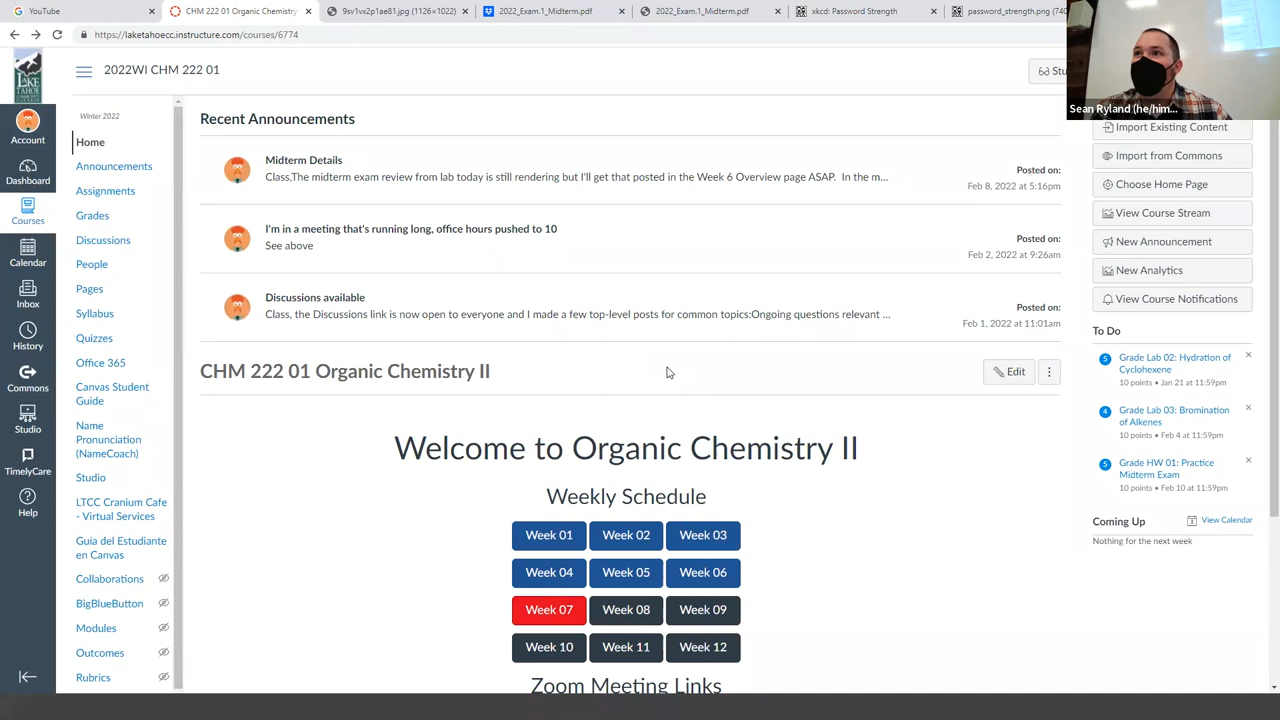 YouTube
CHM 222 01 Organic Chemistry
9sv1vx2p1ae81.jpg (1126×1022)
2022_Exam.1_Midterm.pdf
2022_Exam.1_Midterm.pdf
xkcd: Password Strength
password_strength.png (740
https://laketahoecc.instructure.com/courses/6774
LAKE
TAHOE
2022WI CHM 222 01
Stu
Sean Ryland (he/him...
Account
Dashboard
Courses
Calendar
Inbox
History
Commons
Studio
TimelyCare
Help
Winter 2022
Home
Announcements
Assignments
Grades
Discussions
People
Pages
Syllabus
Quizzes
Office 365
Canvas Student
Guide
Name
Pronunciation
(NameCoach)
Studio
LTCC Cranium Cafe
- Virtual Services
Guía del Estudiante
en Canvas
Collaborations
BigBlueButton
Modules
Outcomes
Rubrics
Recent Announcements
Midterm Details
Class,The midterm exam review from lab today is still rendering but I'll get that posted in the Week 6 Overview page ASAP. In the m...
Posted on:
Feb 8, 2022 at 5:16pm
I'm in a meeting that's running long, office hours pushed to 10
See above
Posted on:
Feb 2, 2022 at 9:26am
Discussions available
Class, the Discussions link is now open to everyone and I made a few top-level posts for common topics:Ongoing questions relevant ...
Posted on:
Feb 1, 2022 at 11:01am
CHM 222 01 Organic Chemistry II
Edit
Welcome to Organic Chemistry II
Weekly Schedule
Week 01 Week 02 Week 03
Week 04 Week 05 Week 06
Week 07 Week 08 Week 09
Week 10 Week 11 Week 12
Zoom Meeting Links
Import Existing Content
Import from Commons
Choose Home Page
View Course Stream
New Announcement
New Analytics
View Course Notifications
To Do
5 Grade Lab 02: Hydration of
Cyclohexene
10 points • Jan 21 at 11:59pm
4 Grade Lab 03: Bromination
of Alkenes
10 points • Feb 4 at 11:59pm
5 Grade HW 01: Practice
Midterm Exam
10 points • Feb 10 at 11:59pm
Coming Up
View Calendar
Nothing for the next week